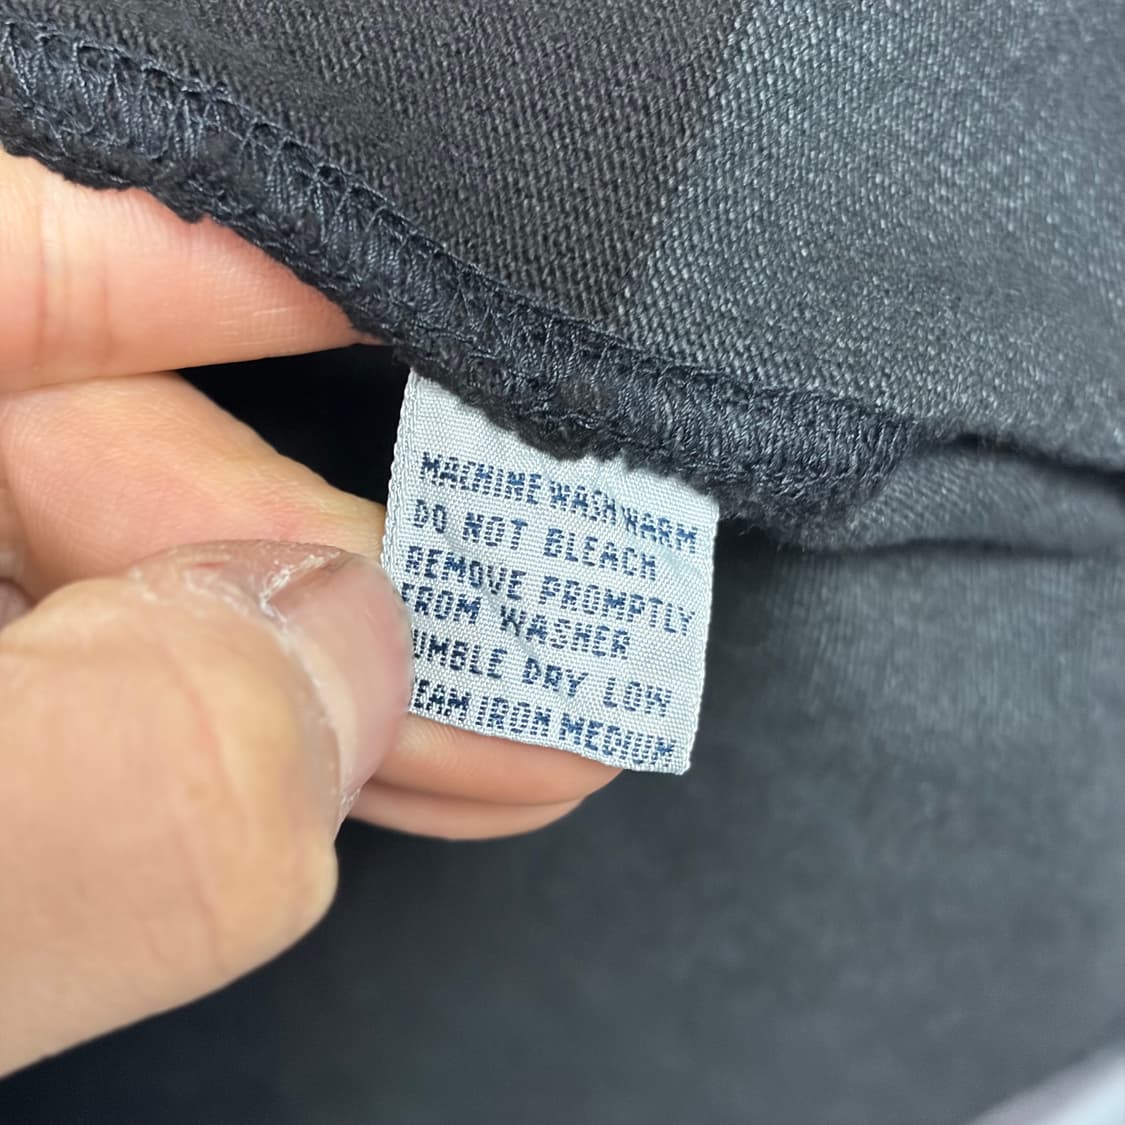 MACHINE WASH WARM
DO NOT BLEACH
REMOVE PROMPTLY
FROM WASHER
UMBLE DRY LOW
EAM IRON MEDIUM